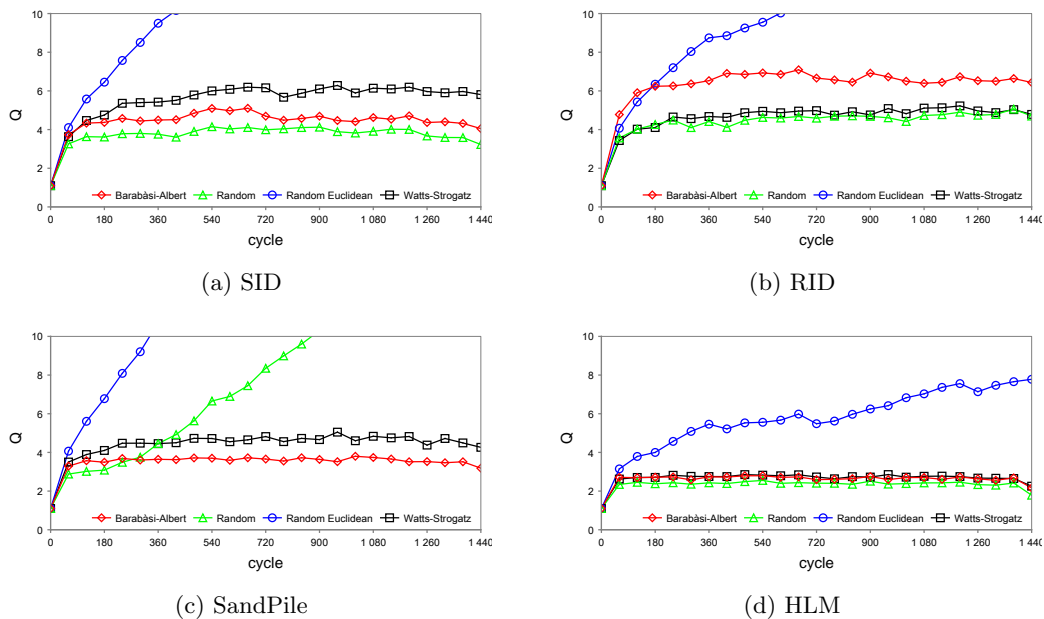 10
8
6
4
2
0
Q
Barabàsi-Albert Random Random Euclidean Watts-Strogatz
0 180 360 540 720 900 1 080 1 260 1 440
cycle
(a) SID
10
8
6
4
2
0
Q
Barabàsi-Albert Random Random Euclidean Watts-Strogatz
0 180 360 540 720 900 1 080 1 260 1 440
cycle
(b) RID
10
8
6
4
2
0
Q
Barabàsi-Albert Random Random Euclidean Watts-Strogatz
0 180 360 540 720 900 1 080 1 260 1 440
cycle
(c) SandPile
10
8
6
4
2
0
Q
Barabàsi-Albert Random Random Euclidean Watts-Strogatz
0 180 360 540 720 900 1 080 1 260 1 440
cycle
(d) HLM